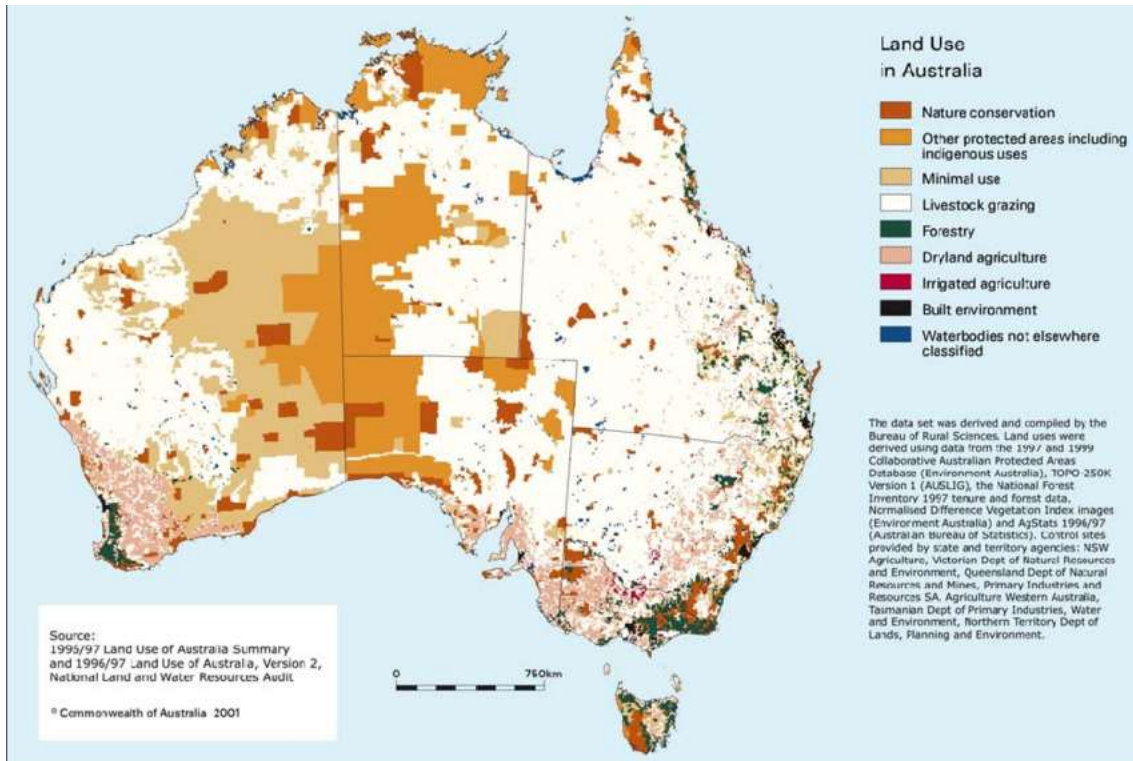 Land Use
in Australia
Nature conservation
Other protected areas including
indigenous uses
Minimal use
Livestock grazing
Forestry
Dryland agriculture
Irrigated agriculture
Built environment
Waterbodies not elsewhere
classified
The data set was derived and compiled by the
Bureau of Rural Sciences. Land uses were
derived using data from the 1997 and 1999
Collaborative Australian Protected Areas
Database (Environment Australia), TOPO-250K
Version 1 (AUSLIG), the National Forest
Inventory 1997 tenure and forest data,
Normalised Difference Vegetation Index images
(Environment Australia) and AgStats 1996/97
(Australian Bureau of Statistics). Control sites
provided by state and territory agencies: NSW
Agriculture, Victorian Dept of Natural Resources
and Environment, Queensland Dept of Natural
Resources and Mines, Primary Industries and
Resources SA, Agriculture Western Australia,
Tasmanian Dept of Primary Industries, Water
and Environment, Northern Territory Dept of
Lands, Planning and Environment.
Source:
1996/97 Land Use of Australia Summary
and 1996/97 Land Use of Australia, Version 2,
National Land and Water Resources Audit
© Commonwealth of Australia 2001
0 750km